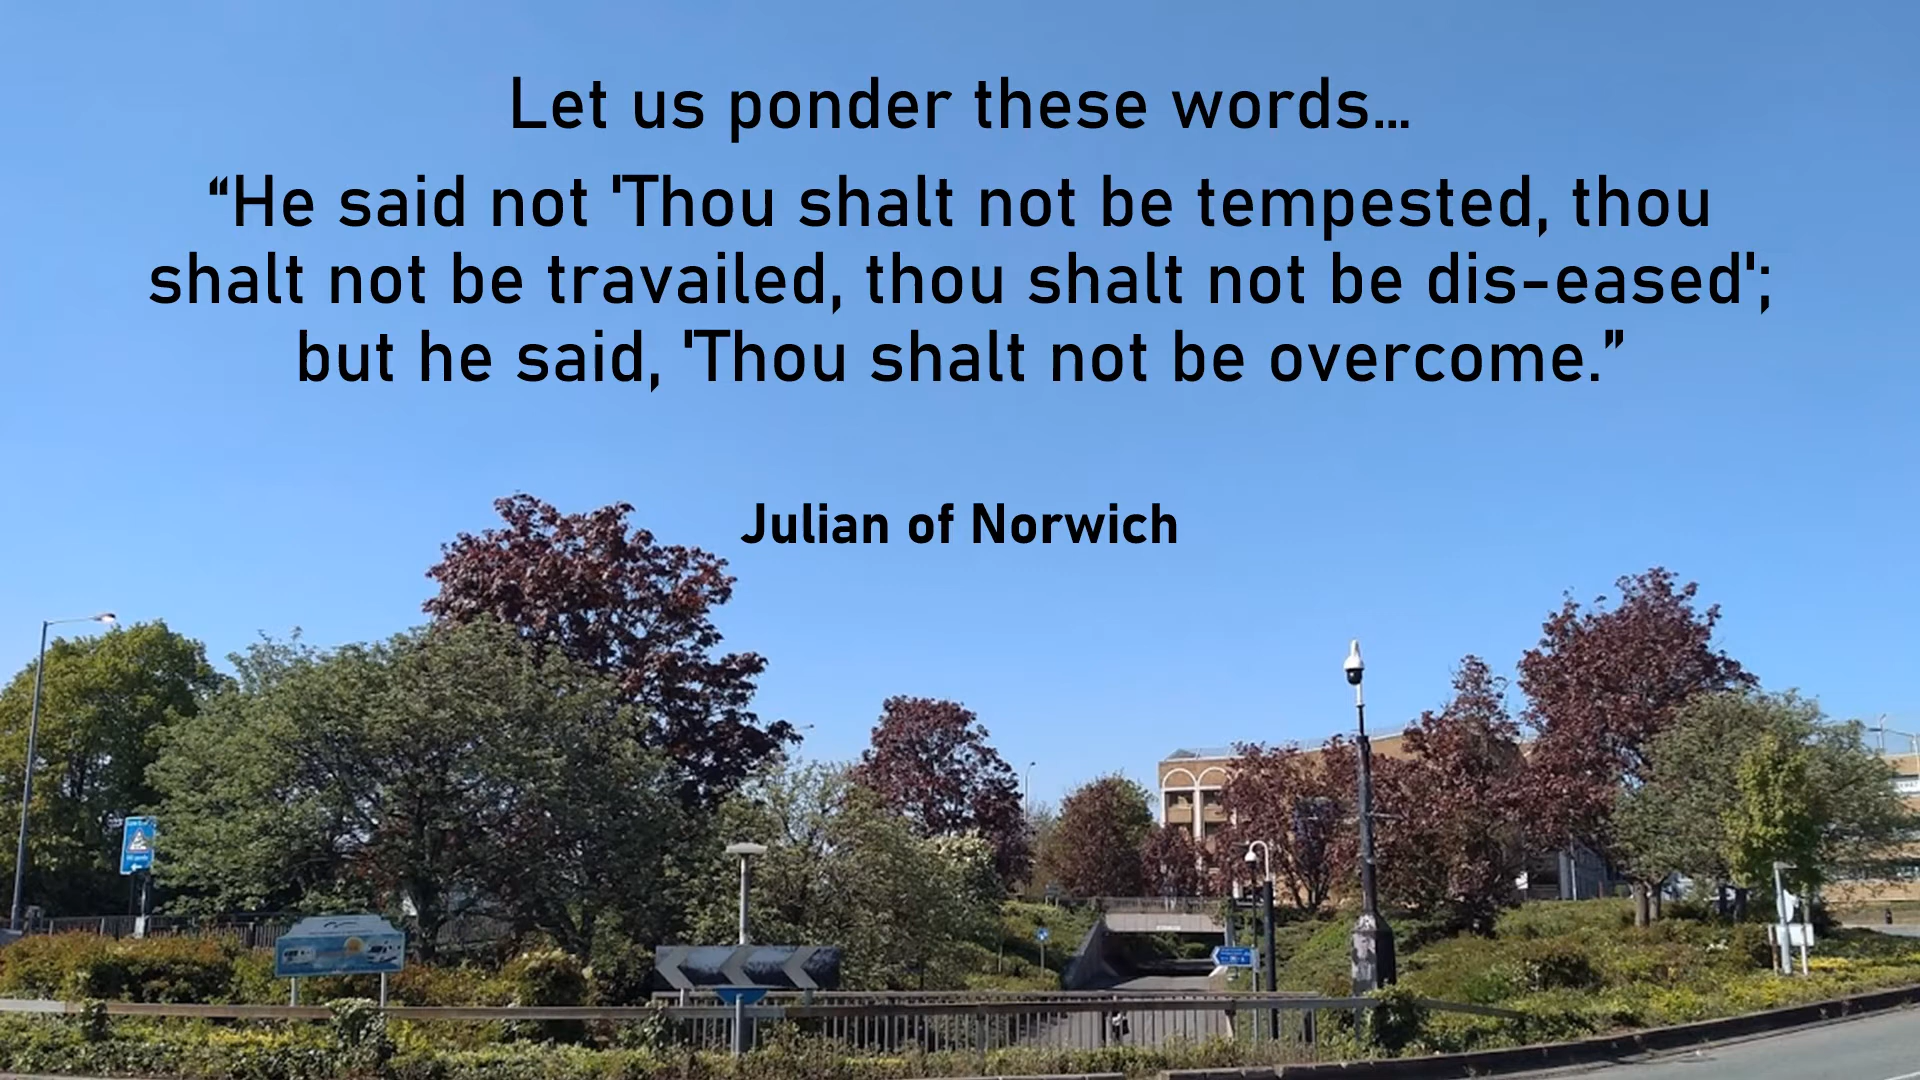 Let us ponder these words...
“He said not 'Thou shalt not be tempested, thou
shalt not be travailed, thou shalt not be dis-eased';
but he said, 'Thou shalt not be overcome.”
Julian of Norwich